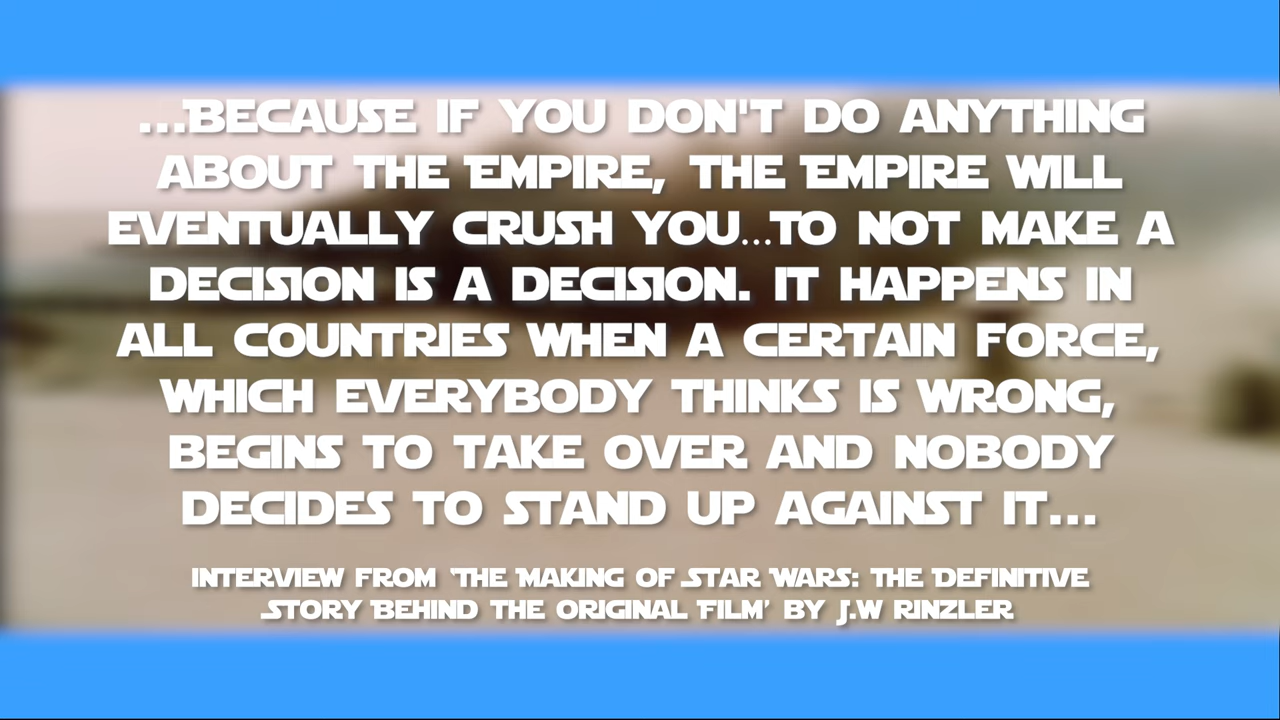 ...Because if you don't do anything
about the Empire, the Empire will
eventually crush you...to not make a
decision is a decision. It happens in
all countries when a certain force,
which everybody thinks is wrong,
begins to take over and nobody
decides to stand up against it...
Interview from 'The Making of Star Wars: The Definitive
Story Behind the Original Film' by J.W Rinzler